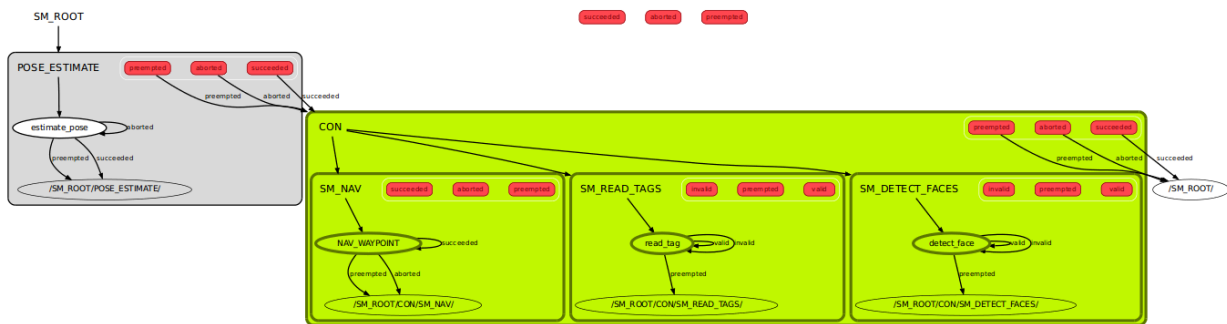 SM_ROOT
succeeded aborted preempted
POSE_ESTIMATE preempted aborted succeeded
preempted aborted succeeded
estimate_pose aborted
preempted succeeded
/SM_ROOT/POSE_ESTIMATE/
CON preempted aborted succeeded
preempted aborted succeeded
SM_NAV succeeded aborted preempted
SM_READ_TAGS invalid preempted valid
SM_DETECT_FACES invalid preempted valid
/SM_ROOT/
NAV_WAYPOINT succeeded
read_tag valid invalid
detect_face valid invalid
preempted aborted
preempted
preempted
/SM_ROOT/CON/SM_NAV/
/SM_ROOT/CON/SM_READ_TAGS/
/SM_ROOT/CON/SM_DETECT_FACES/